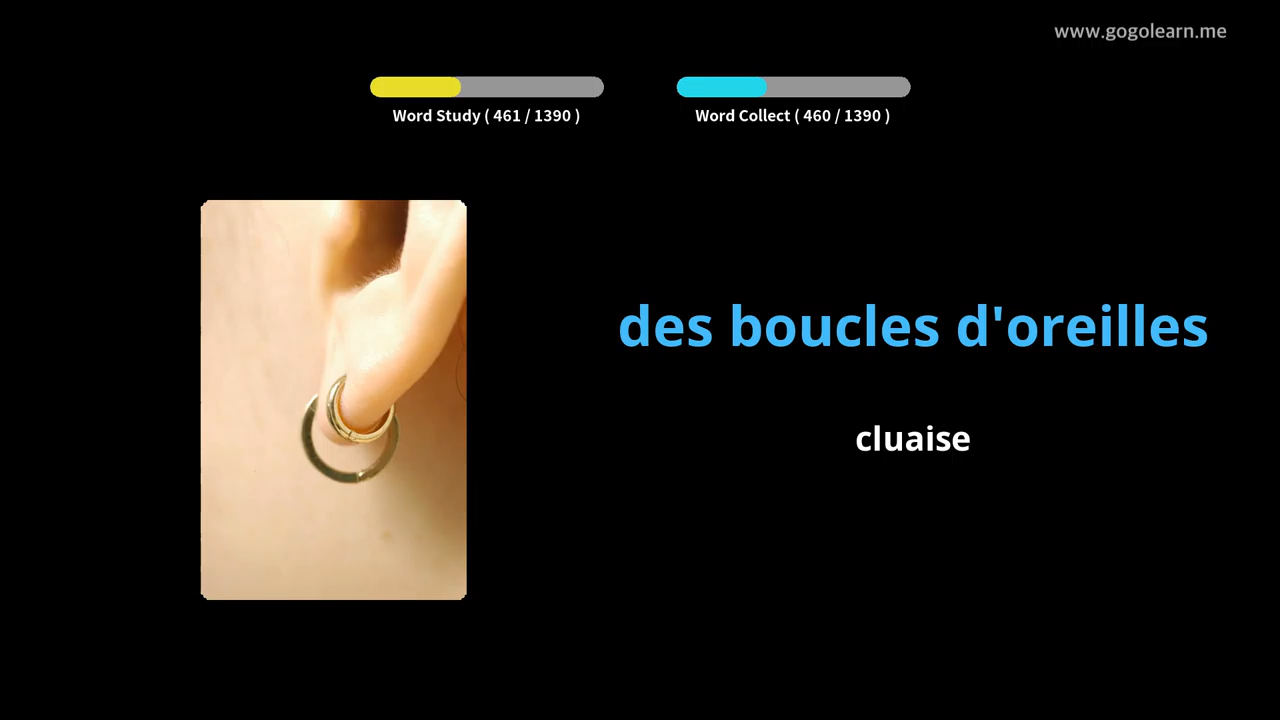 www.gogolearn.me
Word Study ( 461 / 1390 )
Word Collect ( 460 / 1390 )
des boucles d'oreilles
cluaise